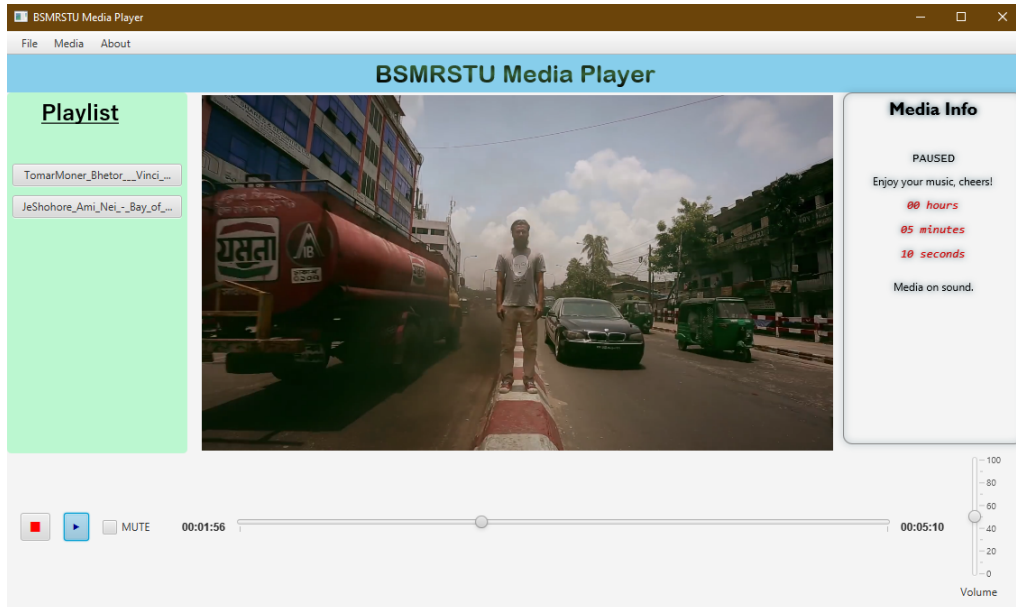 BSMRSTU Media Player
File Media About
BSMRSTU Media Player
Playlist
TomarMoner_Bhetor___Vinci_...
JeShohore_Ami_Nei_-_Bay_of_...
যমুনা
AIB
Media Info
PAUSED
Enjoy your music, cheers!
00 hours
05 minutes
10 seconds
Media on sound.
MUTE
00:01:56
00:05:10
100
80
60
40
20
0
Volume